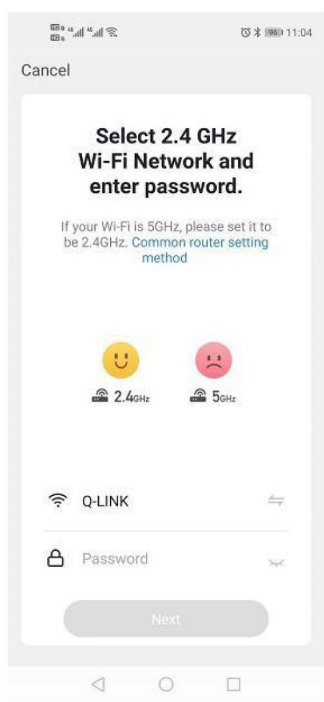 11:04
Cancel
Select 2.4 GHz
Wi-Fi Network and
enter password.
If your Wi-Fi is 5GHz, please set it to
be 2.4GHz. Common router setting
method
2.4GHz 5GHz
Q-LINK
Password
Next